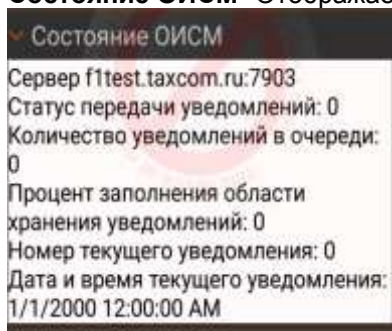 Состояние ОИСМ
Сервер f1test.taxcom.ru:7903
Статус передачи уведомлений: 0
Количество уведомлений в очереди:
0
Процент заполнения области
хранения уведомлений: 0
Номер текущего уведомления: 0
Дата и время текущего уведомления:
1/1/2000 12:00:00 AM